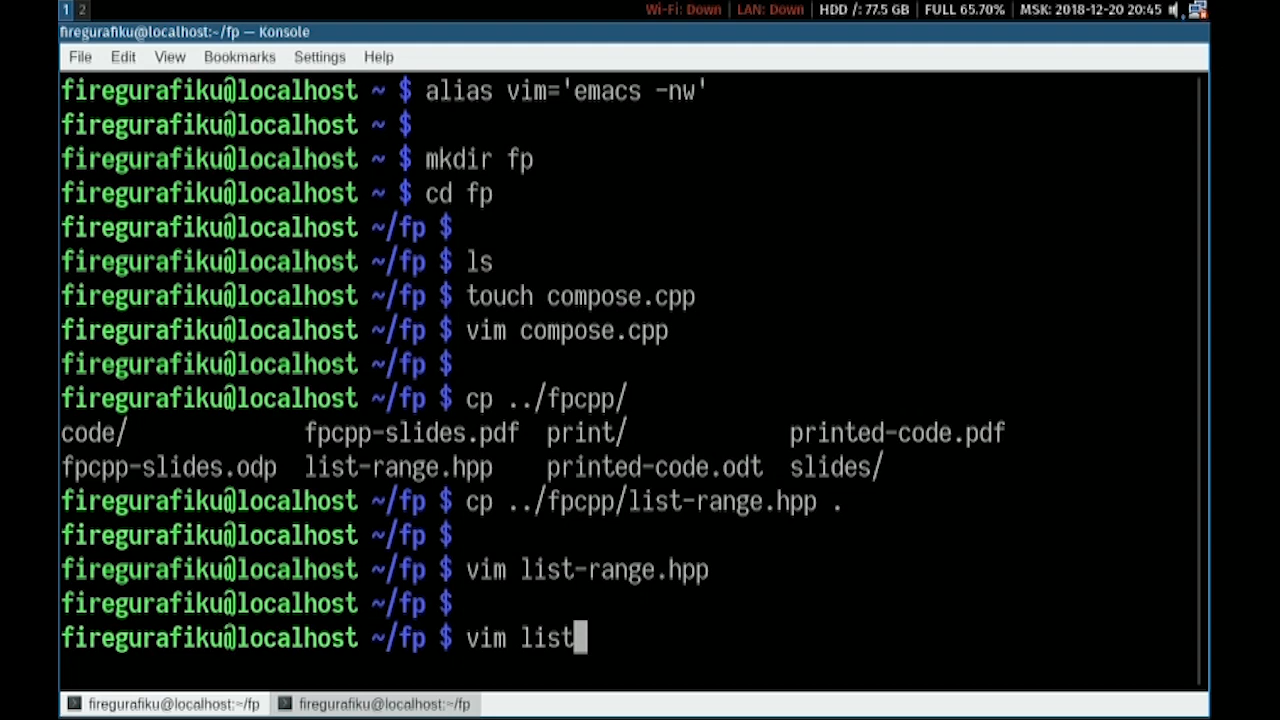 1 2 Wi-Fi: Down | LAN: Down | HDD /: 77.5 GB | FULL 65.70% | MSK: 2018-12-20 20:45
firegurafiku@localhost:~/fp — Konsole
File Edit View Bookmarks Settings Help
firegurafiku@localhost ~ $ alias vim='emacs -nw'
firegurafiku@localhost ~ $
firegurafiku@localhost ~ $ mkdir fp
firegurafiku@localhost ~ $ cd fp
firegurafiku@localhost ~/fp $
firegurafiku@localhost ~/fp $ ls
firegurafiku@localhost ~/fp $ touch compose.cpp
firegurafiku@localhost ~/fp $ vim compose.cpp
firegurafiku@localhost ~/fp $
firegurafiku@localhost ~/fp $ cp ../fpcpp/
code/ fpcpp-slides.pdf print/ printed-code.pdf
fpcpp-slides.odp list-range.hpp printed-code.odt slides/
firegurafiku@localhost ~/fp $ cp ../fpcpp/list-range.hpp .
firegurafiku@localhost ~/fp $
firegurafiku@localhost ~/fp $ vim list-range.hpp
firegurafiku@localhost ~/fp $
firegurafiku@localhost ~/fp $ vim list
firegurafiku@localhost:~/fp firegurafiku@localhost:~/fp